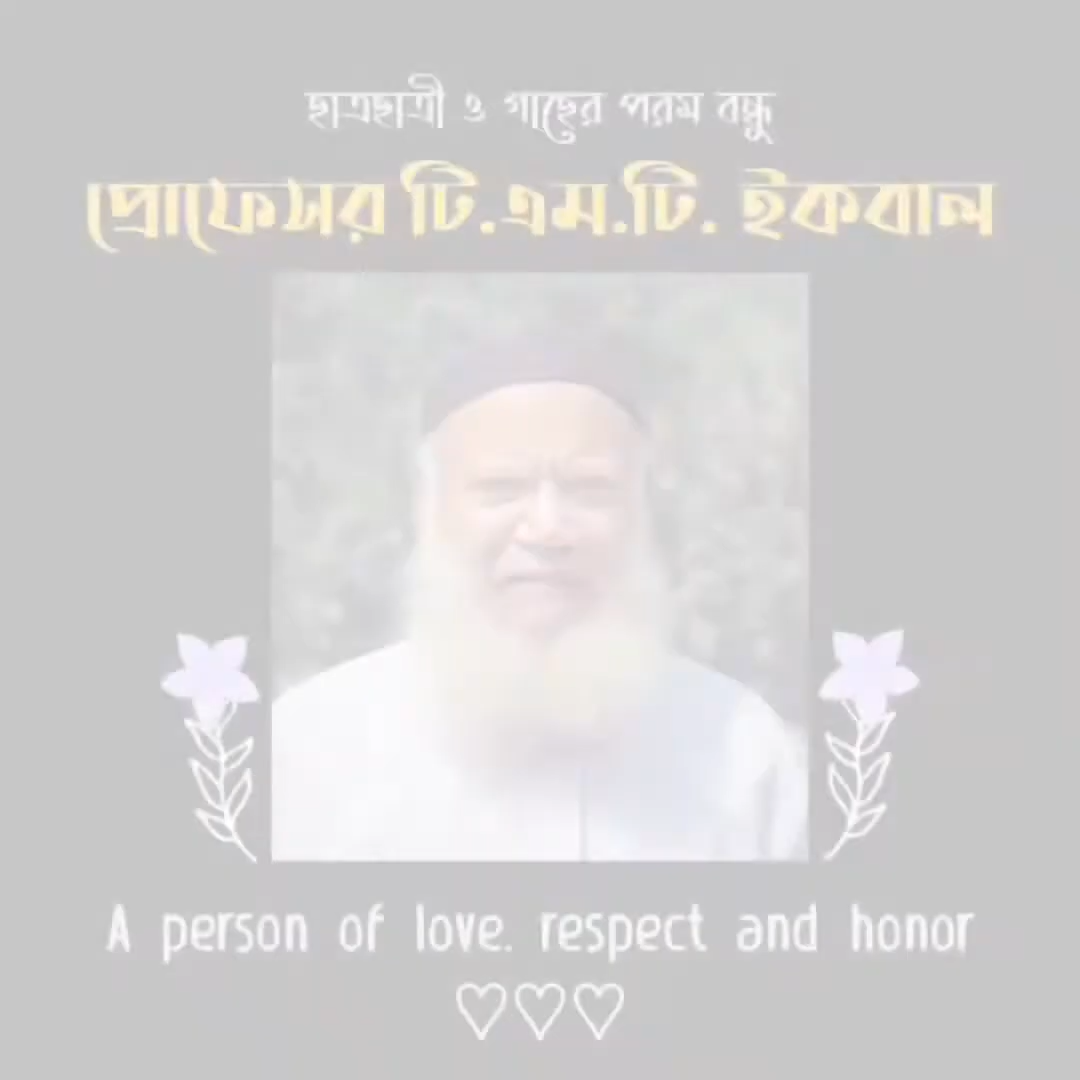 ছাত্রছাত্রী ও গাছের পরম বন্ধু
প্রোফেসর টি.এম.টি. ইকবাল
A person of love, respect and honor
♡♡♡